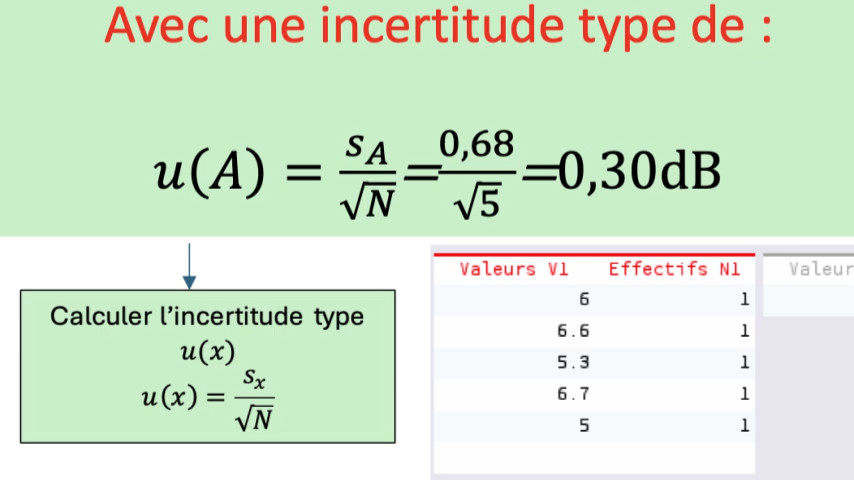 Avec une incertitude type de :
u(A) = s_A/√N = 0,68/√5 = 0,30dB
Calculer l'incertitude type
u(x)
u(x) = s_x/√N
Valeurs V1 Effectifs N1 Valeur
6 1
6.6 1
5.3 1
6.7 1
5 1